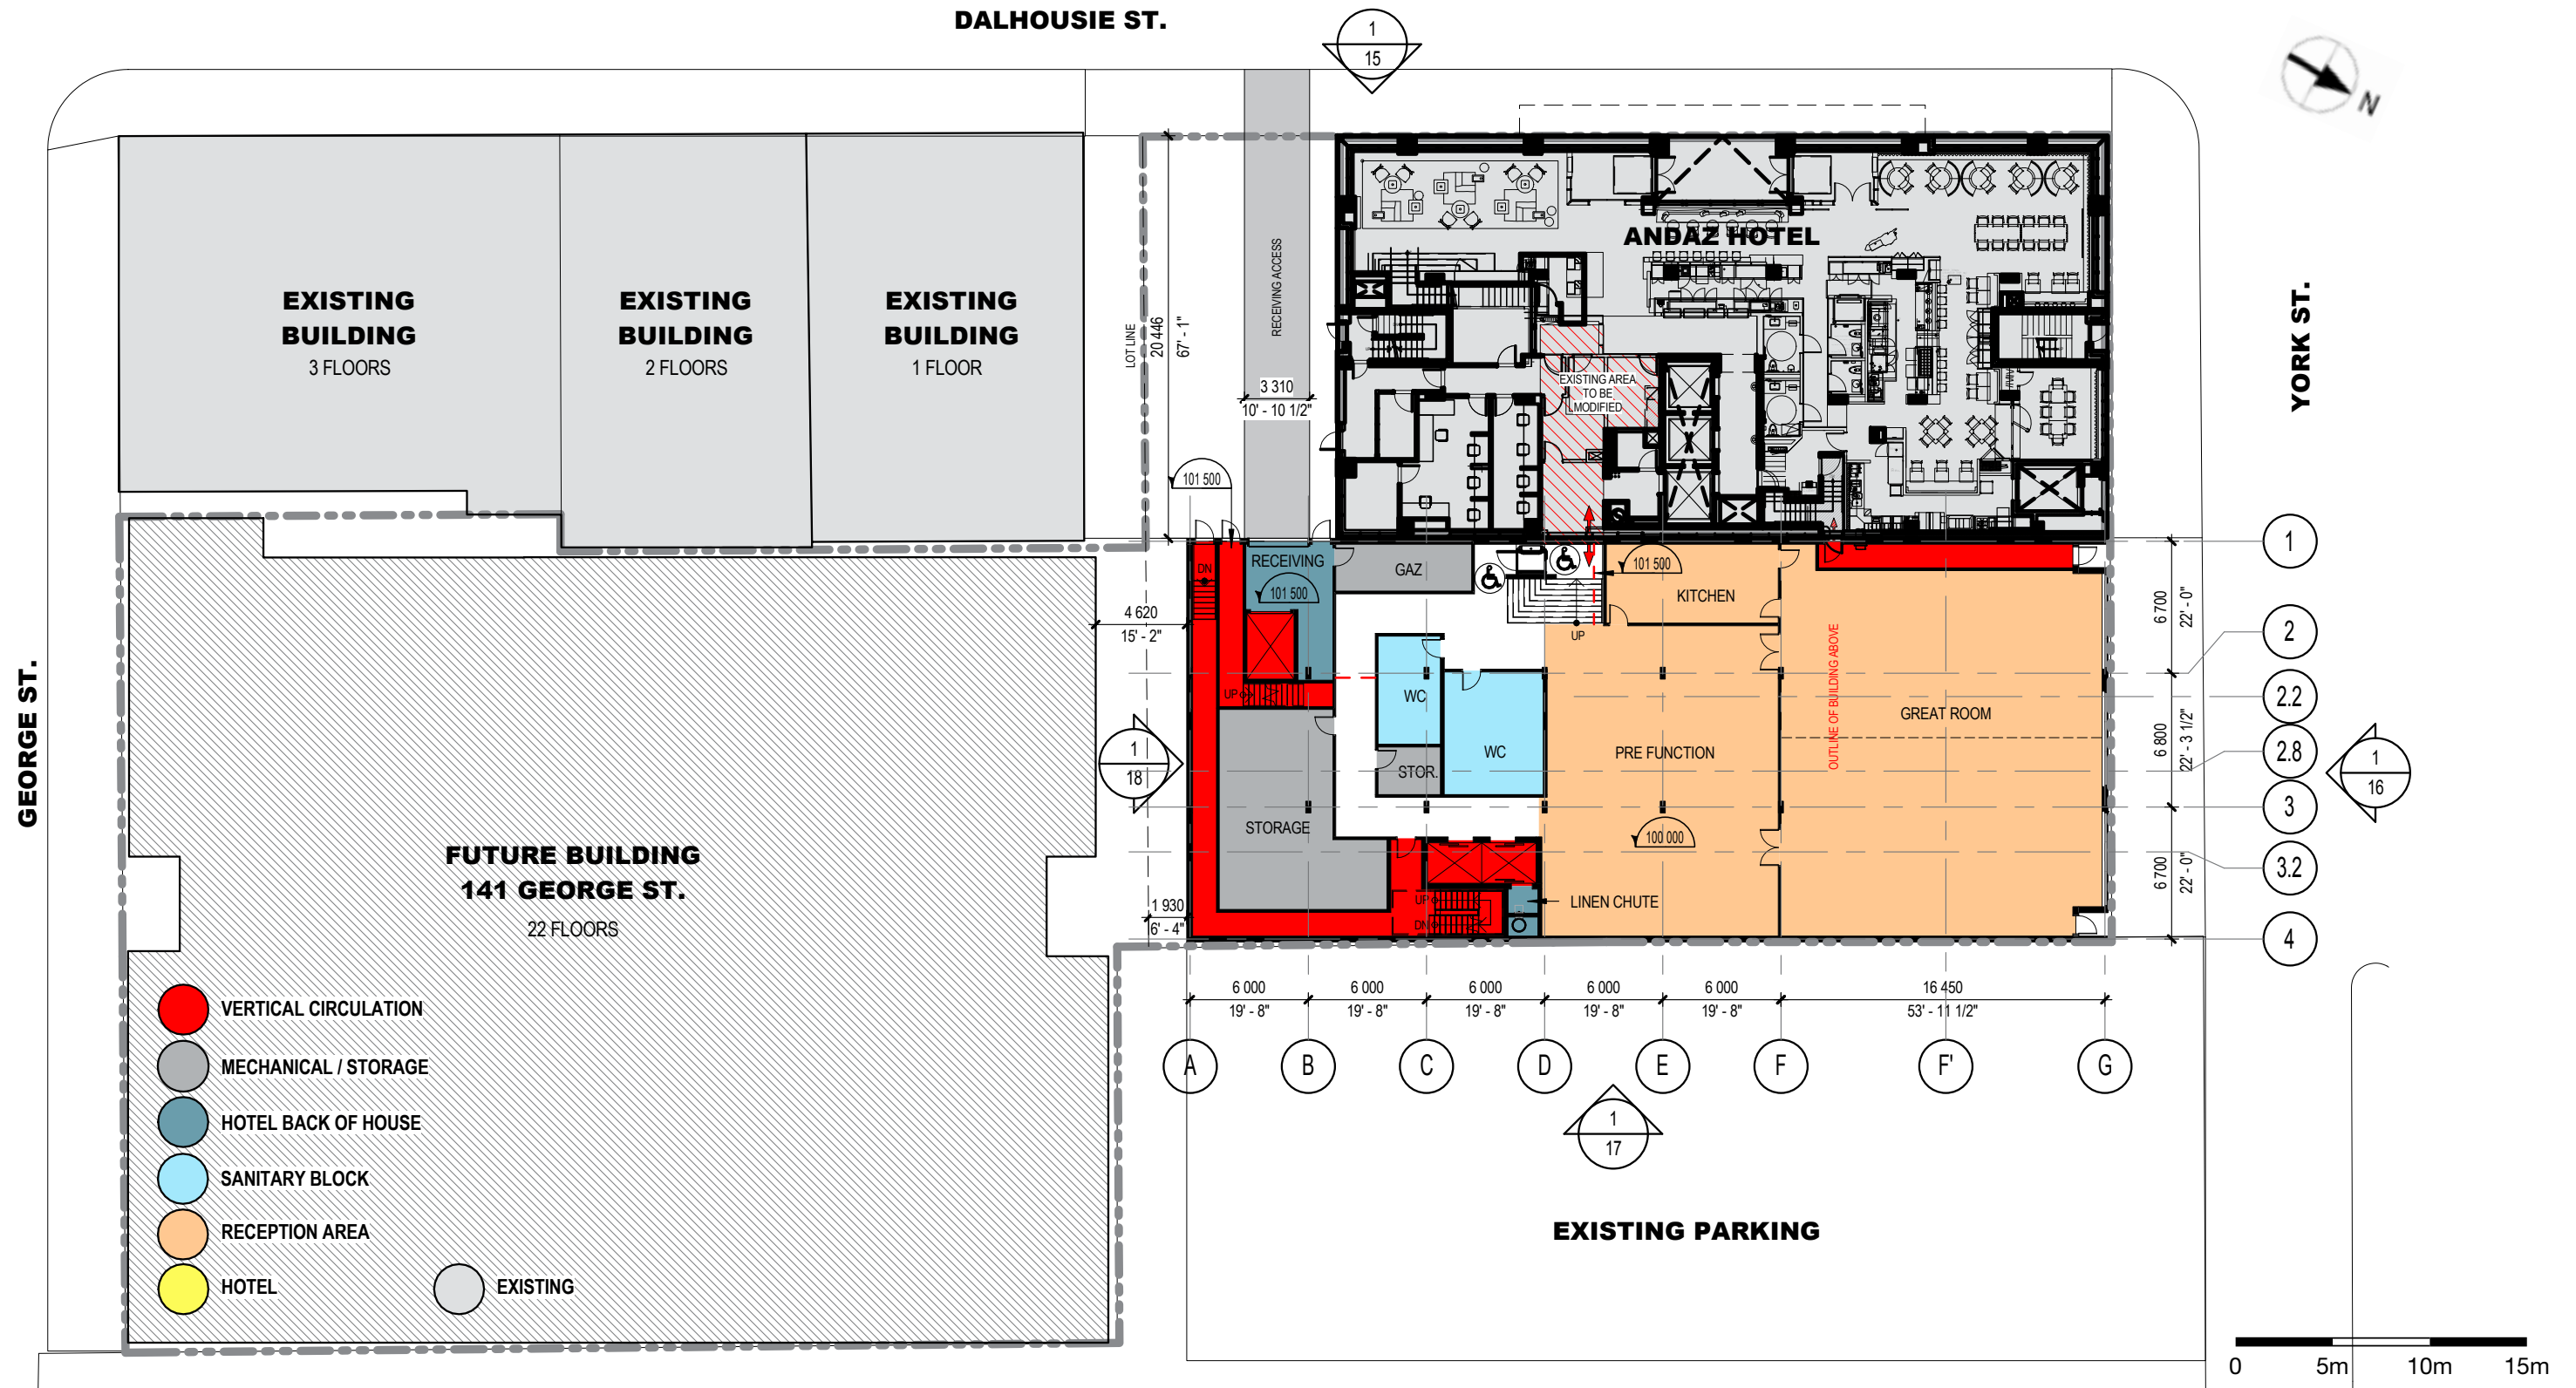 DALHOUSIE ST.
1
15
N
ANDAZ HOTEL
EXISTING
BUILDING
3 FLOORS
EXISTING
BUILDING
2 FLOORS
EXISTING
BUILDING
1 FLOOR
LOT LINE
20 446
67' - 1"
RECEIVING ACCESS
3 310
10' - 10 1/2"
EXISTING AREA
TO BE
MODIFIED
YORK ST.
GEORGE ST.
101 500
DN
RECEIVING
101 500
GAZ
101 500
KITCHEN
UP
4 620
15' - 2"
UP
WC
WC
STOR.
STORAGE
PRE FUNCTION
100 000
OUTLINE OF BUILDING ABOVE
GREAT ROOM
UP
DN
LINEN CHUTE
1 930
6' - 4"
1
18
1
16
6 700
22' - 0"
6 800
22' - 3 1/2"
6 700
22' - 0"
1
2
2.2
2.8
3
3.2
4
FUTURE BUILDING
141 GEORGE ST.
22 FLOORS
6 000
19' - 8"
6 000
19' - 8"
6 000
19' - 8"
6 000
19' - 8"
6 000
19' - 8"
16 450
53' - 11 1/2"
A
B
C
D
E
F
F'
G
1
17
VERTICAL CIRCULATION
MECHANICAL / STORAGE
HOTEL BACK OF HOUSE
SANITARY BLOCK
RECEPTION AREA
HOTEL
EXISTING
EXISTING PARKING
0 5m 10m 15m